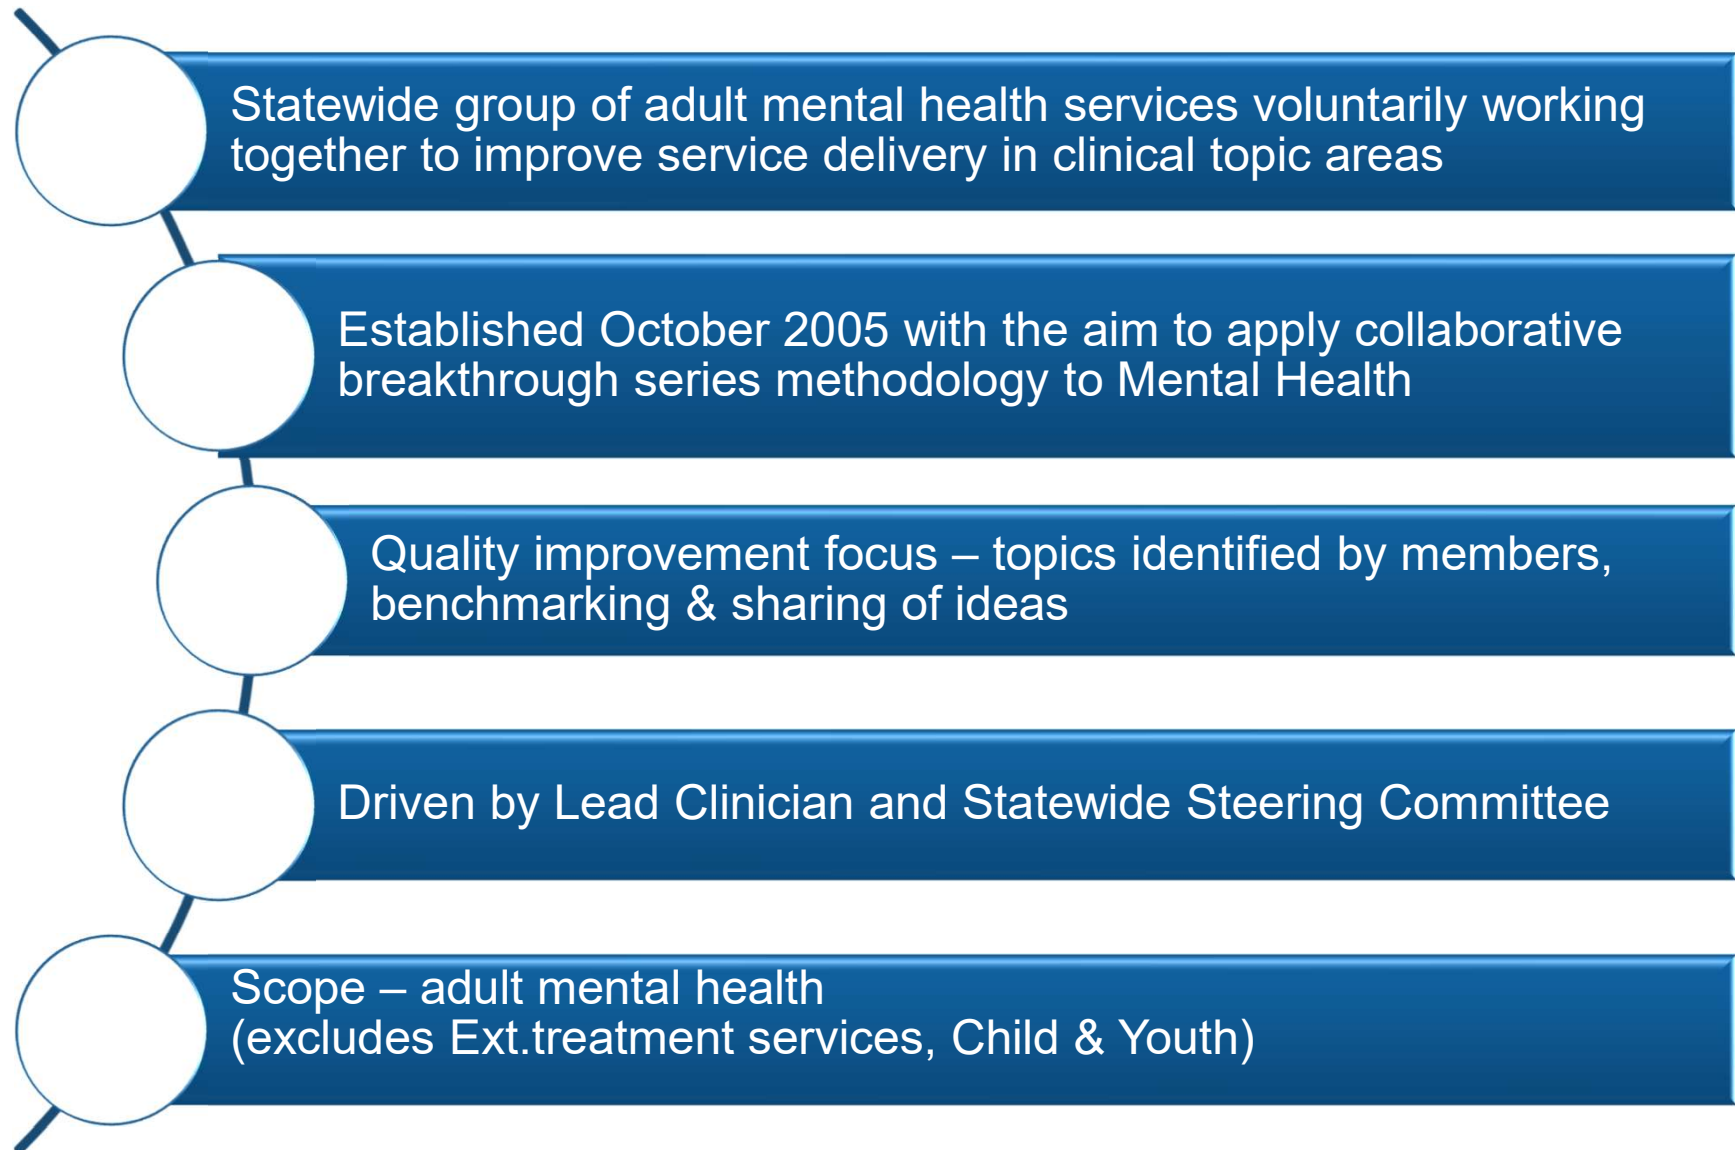 Statewide group of adult mental health services voluntarily working
together to improve service delivery in clinical topic areas
Established October 2005 with the aim to apply collaborative
breakthrough series methodology to Mental Health
Quality improvement focus – topics identified by members,
benchmarking & sharing of ideas
Driven by Lead Clinician and Statewide Steering Committee
Scope – adult mental health
(excludes Ext.treatment services, Child & Youth)